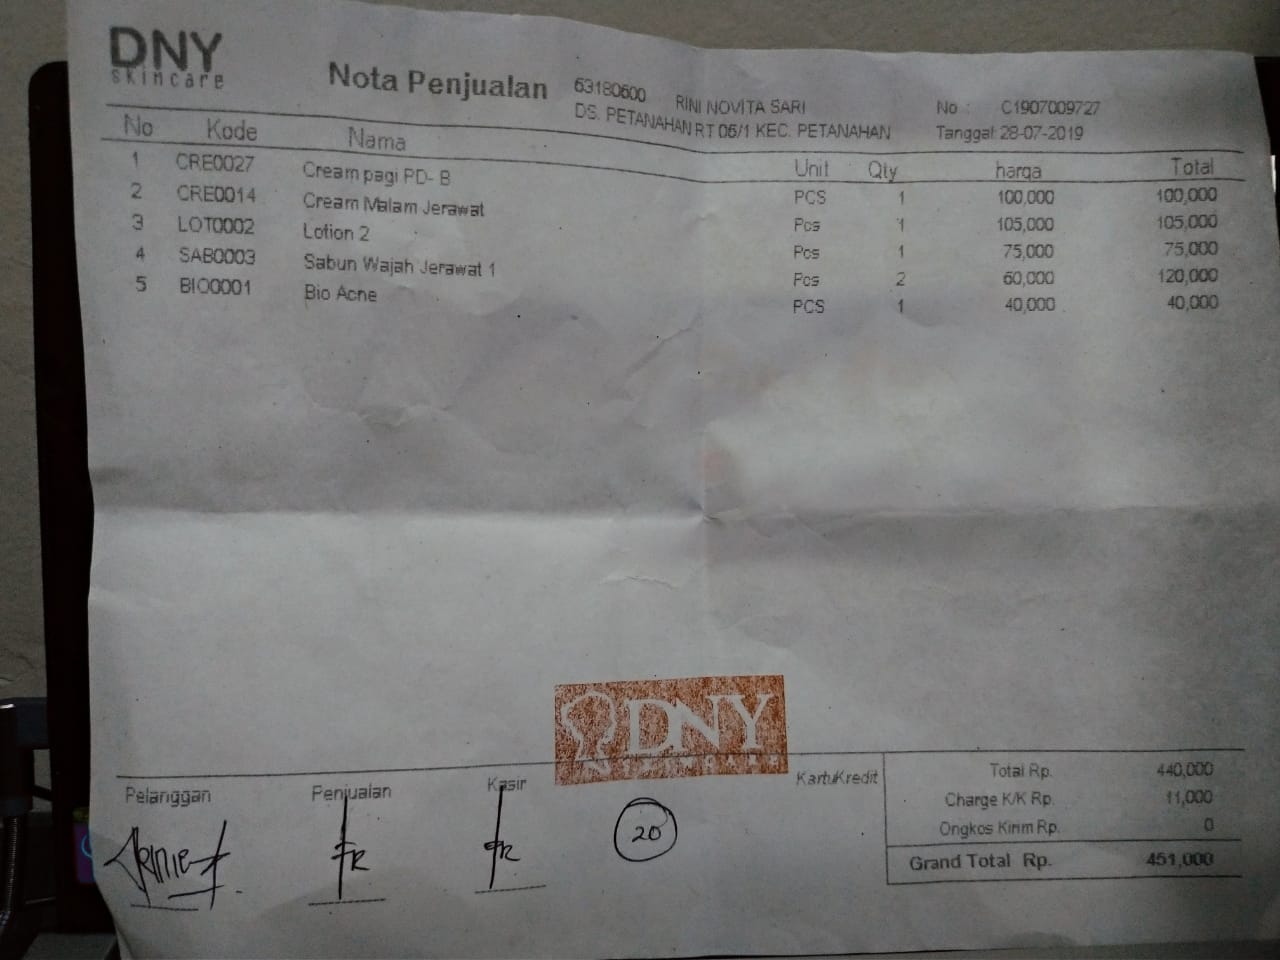 DNY
skincare
Nota Penjualan
63180600 RINI NOVITA SARI
DS. PETANAHAN RT 06/1 KEC. PETANAHAN
No : C1907009727
Tanggal: 28-07-2019
No Kode Nama Unit Qty harga Total
1 CRE0027 Cream pagi PD- B PCS 1 100,000 100,000
2 CRE0014 Cream Malam Jerawat Pcs 1 105,000 105,000
3 LOT0002 Lotion 2 Pcs 1 75,000 75,000
4 SAB0003 Sabun Wajah Jerawat 1 Pcs 2 60,000 120,000
5 BIO0001 Bio Acne PCS 1 40,000 40,000
DNY
SKINCARE
Pelanggan Penjualan Kasir KartuKredit
20
Total Rp. 440,000
Charge K/K Rp. 11,000
Ongkos Kirim Rp. 0
Grand Total Rp. 451,000